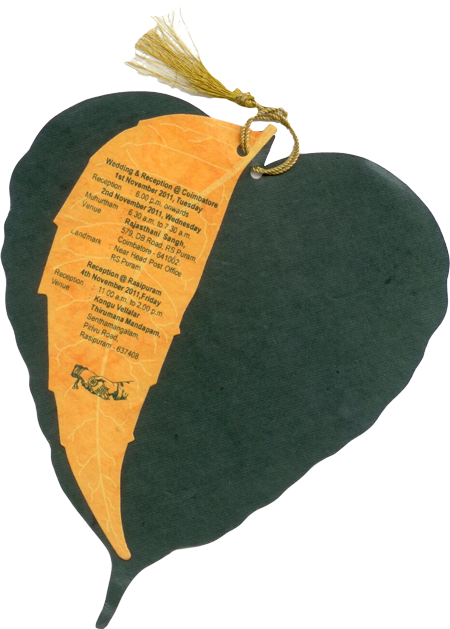 Wedding & Reception @ Coimbatore
1st November 2011, Tuesday
Reception : 6.00 p.m. onwards
2nd November 2011, Wednesday
Muhurtham : 6.30 a.m. to 7.30 a.m.
Venue : Rajasthani Sangh,
579, DB Road, RS Puram,
Coimbatore - 641002.
Landmark : Near Head Post Office
RS Puram.
Reception @ Rasipuram
4th November 2011, Friday
Reception : 11.00 a.m. to 2.00 p.m.
Venue : Kongu Vellalar
Thirumana Mandapam,
Senthamangalam,
Pirivu Road,
Rasipuram - 637408